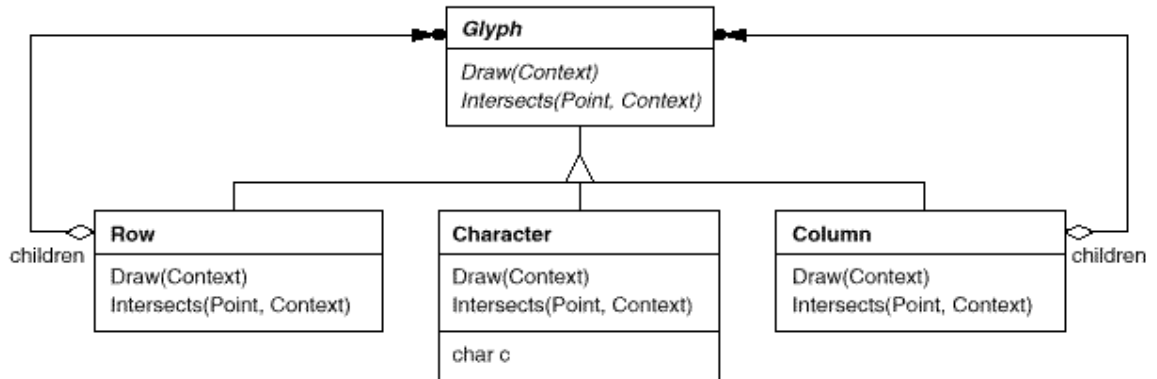 Glyph
Draw(Context)
Intersects(Point, Context)
children
Row
Draw(Context)
Intersects(Point, Context)
Character
Draw(Context)
Intersects(Point, Context)
char c
Column
Draw(Context)
Intersects(Point, Context)
children